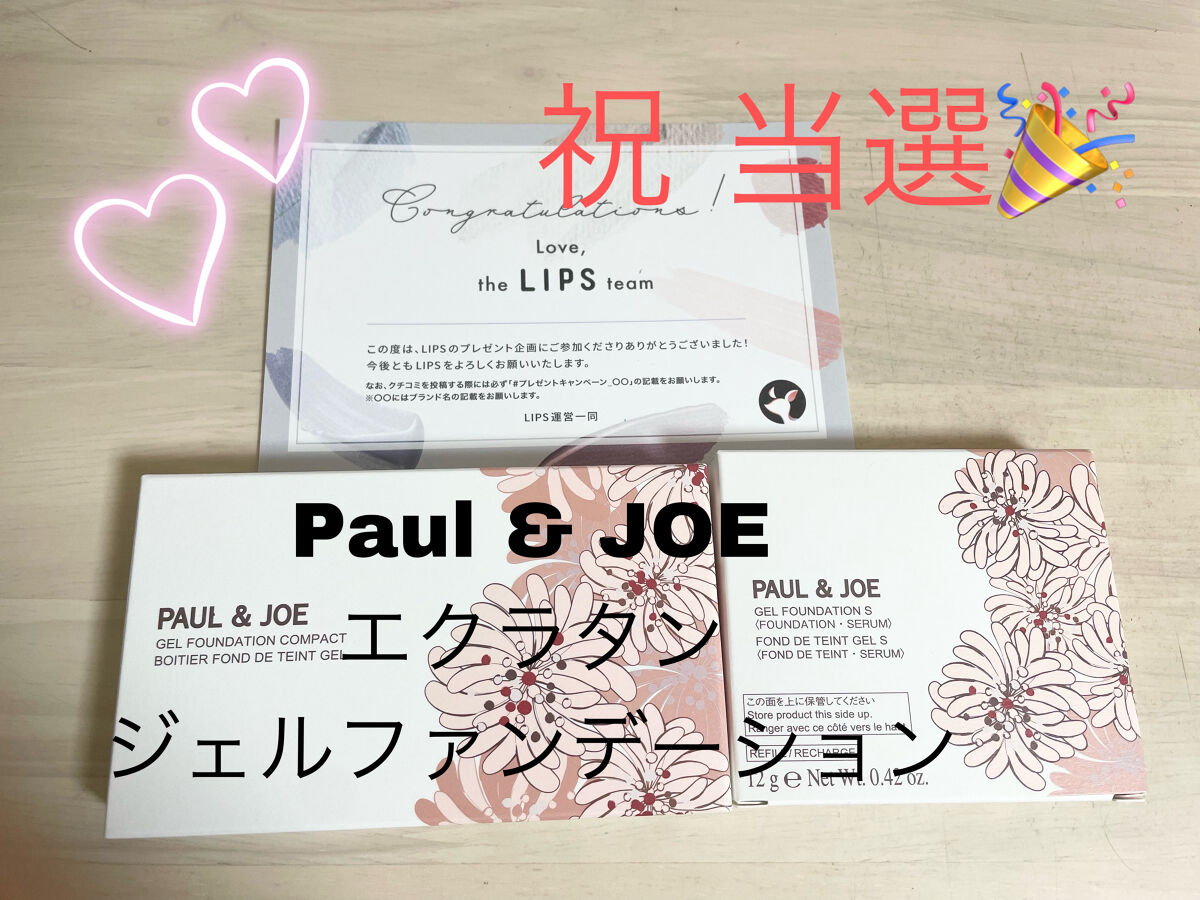 祝 当選
Congratulations!
Love,
the LIPS team
この度は、LIPSのプレゼント企画にご参加くださりありがとうございました!
今後ともLIPSをよろしくお願いいたします。
なお、クチコミを投稿する際には必ず「#プレゼントキャンペーン_〇〇」の記載をお願いします。
※〇〇にはブランド名の記載をお願いします。
LIPS運営一同
Paul & JOE
エクラタン
ジェルファンデーション
PAUL & JOE
GEL FOUNDATION COMPACT
BOITIER FOND DE TEINT GEL
PAUL & JOE
GEL FOUNDATION S
〈FOUNDATION・SERUM〉
FOND DE TEINT GEL S
〈FOND DE TEINT・SERUM〉
この面を上に保管してください
Store product this side up.
Ranger avec ce côté vers le haut.
REFILL / RECHARGE
12 g ℮ Net Wt. 0.42 oz.